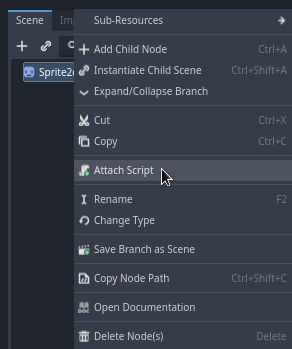 Scene
Sub-Resources
Add Child Node Ctrl+A
Instantiate Child Scene Ctrl+Shift+A
Expand/Collapse Branch
Cut Ctrl+X
Copy Ctrl+C
Attach Script
Rename F2
Change Type
Save Branch as Scene
Copy Node Path Ctrl+Shift+C
Open Documentation
Delete Node(s) Delete